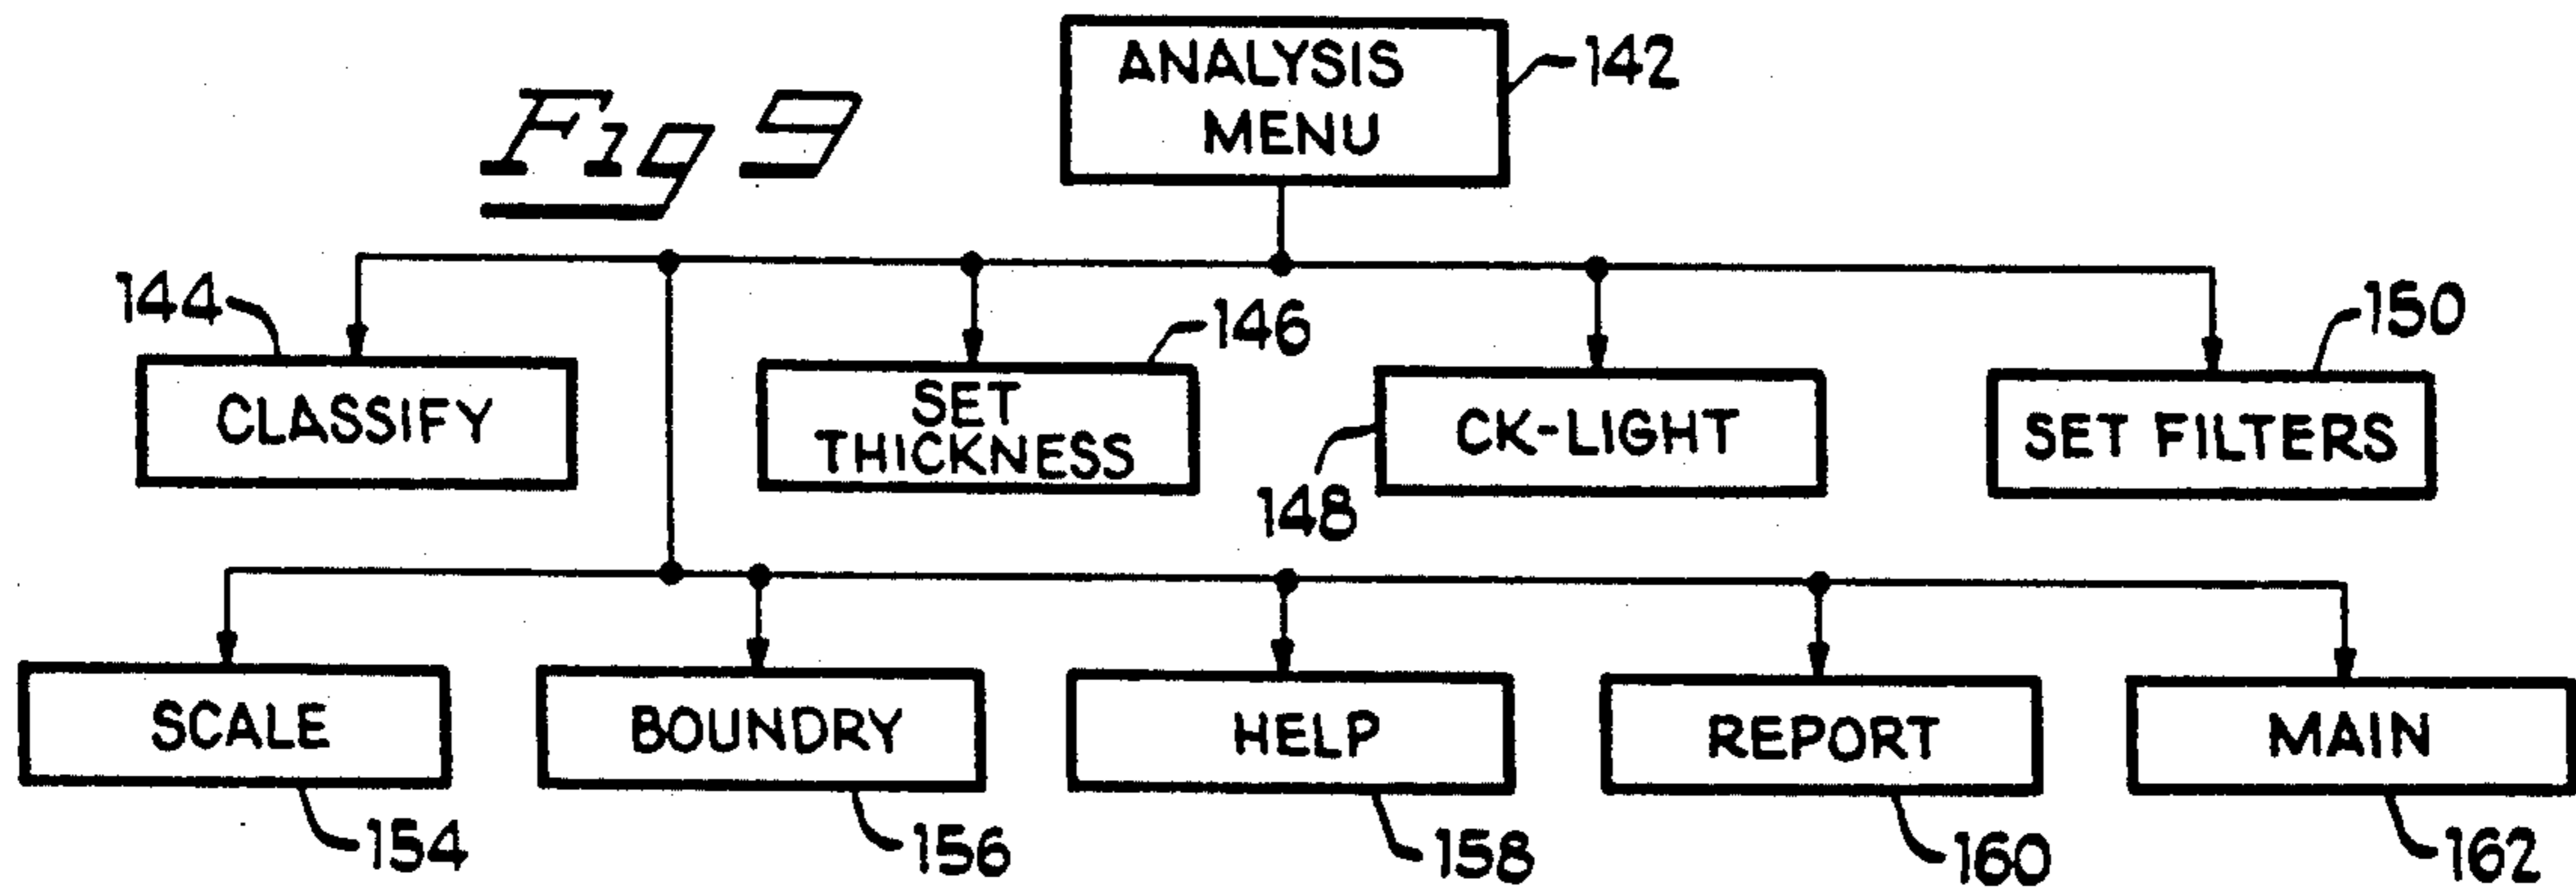 Fig 9
ANALYSIS
MENU
142
144
146
150
CLASSIFY
SET
THICKNESS
148
CK-LIGHT
SET FILTERS
SCALE
BOUNDRY
HELP
REPORT
MAIN
154
156
158
160
162